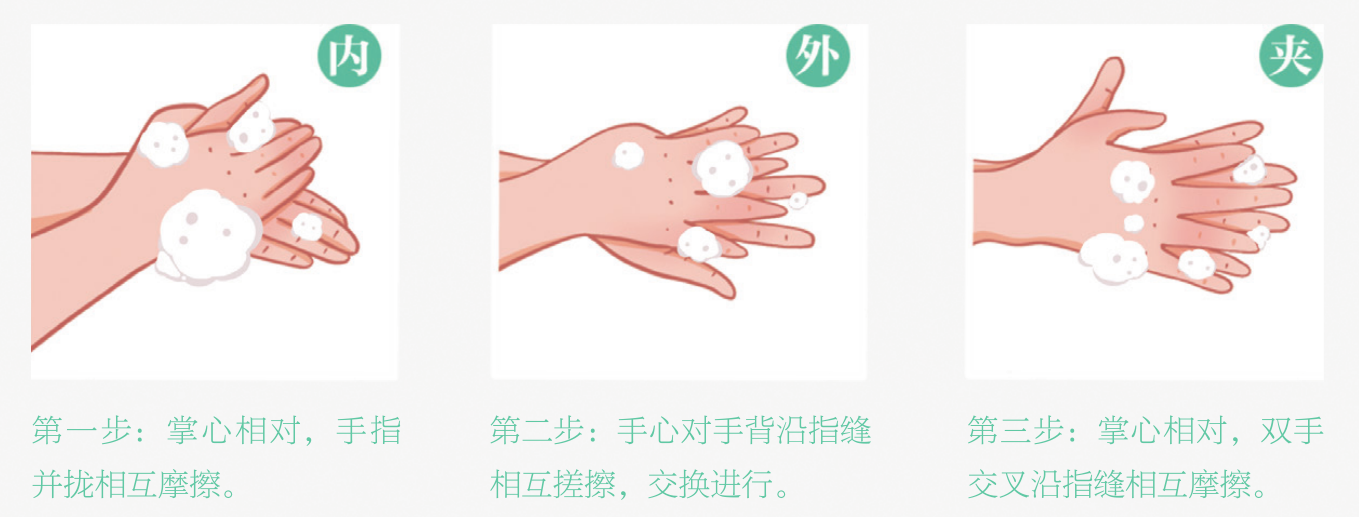 内
外
夹
第一步：掌心相对，手指
并拢相互摩擦。
第二步：手心对手背沿指缝
相互搓擦，交换进行。
第三步：掌心相对，双手
交叉沿指缝相互摩擦。